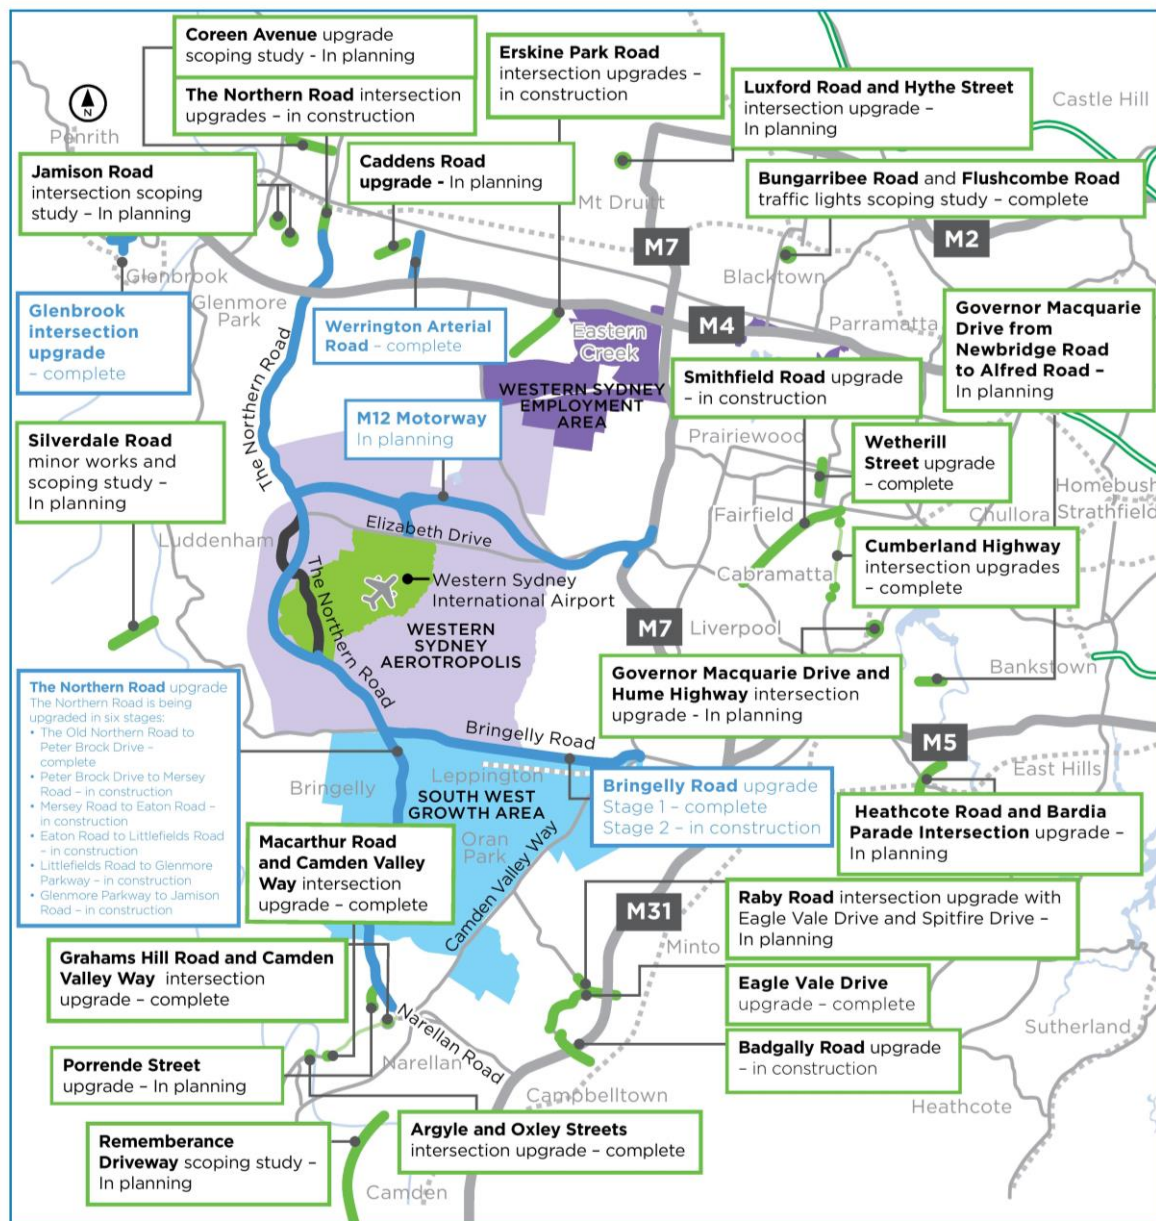 Coreen Avenue upgrade
scoping study - In planning
The Northern Road intersection
upgrades – in construction
Erskine Park Road
intersection upgrades –
in construction
Luxford Road and Hythe Street
intersection upgrade –
In planning
Castle Hill
N
Penrith
Jamison Road
intersection scoping
study – In planning
Caddens Road
upgrade - In planning
Mt Druitt
Bungarribee Road and Flushcombe Road
traffic lights scoping study – complete
M7
M2
Blacktown
Glenbrook
Glenmore
Park
Glenbrook
intersection
upgrade
– complete
Werrington Arterial
Road – complete
Eastern
Creek
M4
Parramatta
Governor Macquarie
Drive from
Newbridge Road
to Alfred Road –
In planning
The Northern Road
WESTERN SYDNEY
EMPLOYMENT
AREA
Smithfield Road upgrade
– in construction
M12 Motorway
In planning
Prairiewood
Wetherill
Street upgrade
– complete
Silverdale Road
minor works and
scoping study –
In planning
Homebush
Strathfield
Chullora
Fairfield
Luddenham
Elizabeth Drive
Cumberland Highway
intersection upgrades
– complete
Cabramatta
Western Sydney
International Airport
The Northern Road
M7
Liverpool
WESTERN
SYDNEY
AEROTROPOLIS
Bankstown
Governor Macquarie Drive and
Hume Highway intersection
upgrade - In planning
The Northern Road upgrade
The Northern Road is being
upgraded in six stages:
• The Old Northern Road to
Peter Brock Drive –
complete
• Peter Brock Drive to Mersey
Road – in construction
• Mersey Road to Eaton Road –
in construction
• Eaton Road to Littlefields Road
– in construction
• Littlefields Road to Glenmore
Parkway – in construction
• Glenmore Parkway to Jamison
Road – in construction
Bringelly Road
M5
East Hills
Bringelly
Leppington
SOUTH WEST
GROWTH AREA
Oran
Park
Bringelly Road upgrade
Stage 1 – complete
Stage 2 – in construction
Heathcote Road and Bardia
Parade Intersection upgrade –
In planning
Macarthur Road
and Camden Valley
Way intersection
upgrade – complete
Camden Valley Way
M31
Minto
Raby Road intersection upgrade with
Eagle Vale Drive and Spitfire Drive –
In planning
Grahams Hill Road and Camden
Valley Way intersection
upgrade – complete
Eagle Vale Drive
upgrade – complete
Sutherland
Narellan Road
Narellan
Porrende Street
upgrade – In planning
Badgally Road upgrade
– in construction
Campbelltown
Heathcote
Rememberance
Driveway scoping study –
In planning
Argyle and Oxley Streets
intersection upgrade – complete
Camden